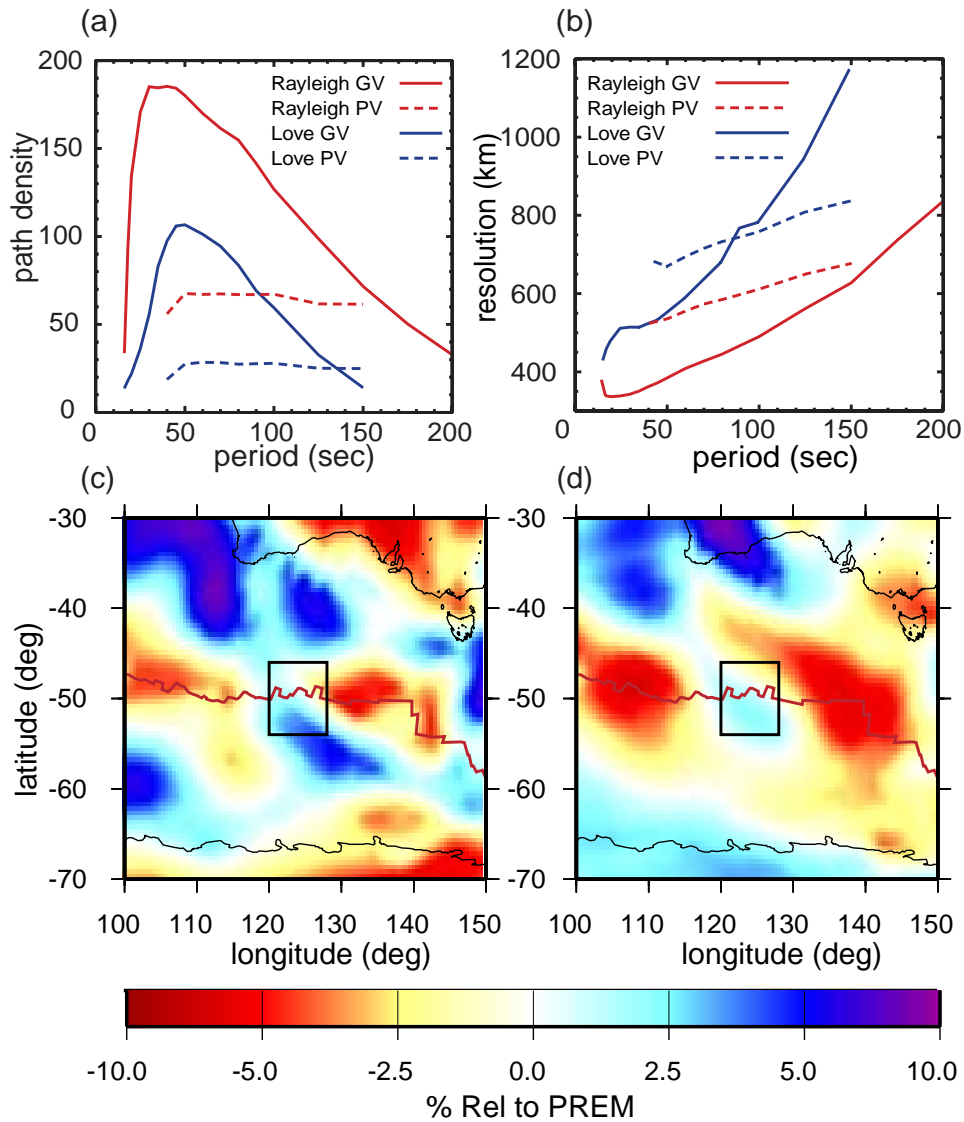 (a)
200
150
100
50
0
path density
Rayleigh GV
Rayleigh PV
Love GV
Love PV
0 50 100 150 200
period (sec)
(b)
1200
1000
800
600
400
resolution (km)
Rayleigh GV
Rayleigh PV
Love GV
Love PV
0 50 100 150 200
period (sec)
(c)
-30
-40
-50
-60
-70
latitude (deg)
100 110 120 130 140 150
longitude (deg)
(d)
-30
-40
-50
-60
-70
100 110 120 130 140 150
longitude (deg)
-10.0 -5.0 -2.5 0.0 2.5 5.0 10.0
% Rel to PREM